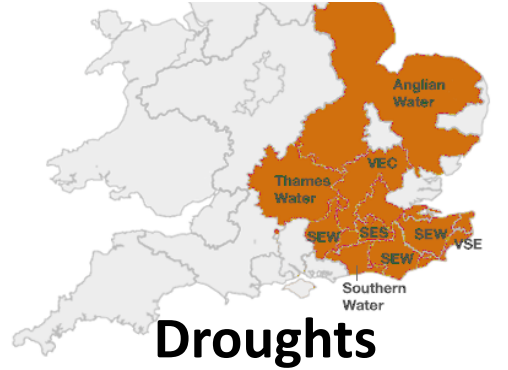 Anglian
Water
VEC
Thames
Water
SEW
SES
SEW
VSE
SEW
Southern
Water
Droughts